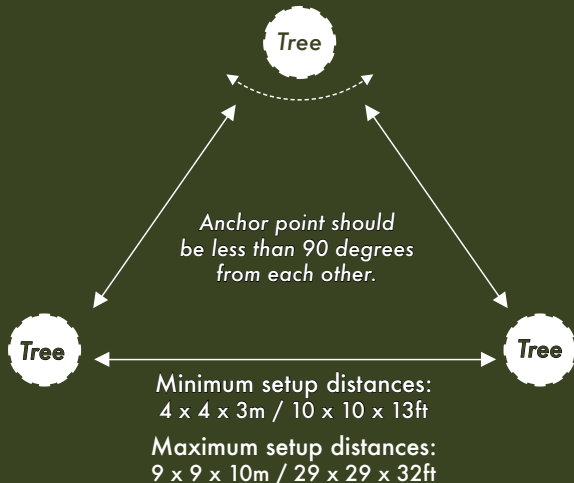 Tree
Anchor point should
be less than 90 degrees
from each other.
Tree
Tree
Minimum setup distances:
4 x 4 x 3m / 10 x 10 x 13ft
Maximum setup distances:
9 x 9 x 10m / 29 x 29 x 32ft